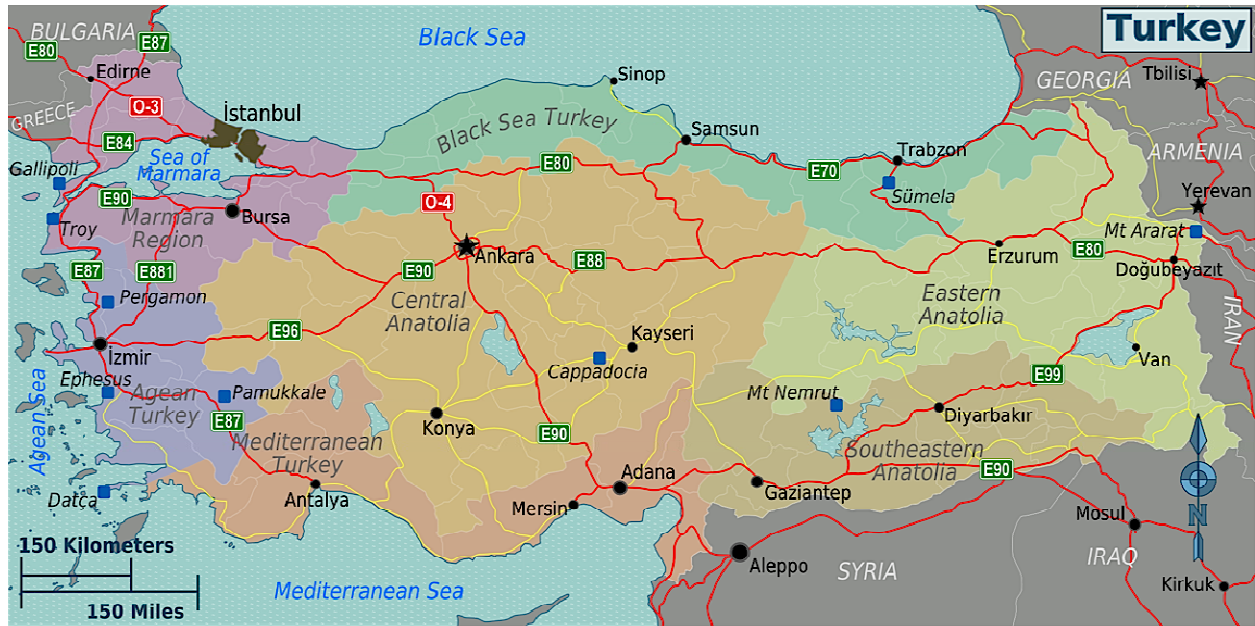 Turkey
BULGARIA
E87
E80
Edirne
Black Sea
Sinop
GEORGIA
Tbilisi
O-3
GREECE
İstanbul
Black Sea Turkey
Samsun
E84
Sea of
Marmara
Gallipoli
E80
E70
Trabzon
ARMENIA
E90
O-4
Sümela
Yerevan
Troy
Marmara
Region
Bursa
Mt Ararat
Ankara
E88
Erzurum
E80
Doğubeyazıt
E87
E881
E90
Pergamon
Central
Anatolia
Eastern
Anatolia
IRAN
E96
Kayseri
İzmir
Van
Cappadocia
Ephesus
E99
Agean Sea
Agean
Turkey
Pamukkale
Mt Nemrut
E87
Konya
Diyarbakır
E90
Mediterranean
Turkey
Southeastern
Anatolia
E90
Adana
Datça
Antalya
Mersin
Gaziantep
Mosul
N
150 Kilometers
Aleppo
SYRIA
IRAQ
Kirkuk
Mediterranean Sea
150 Miles